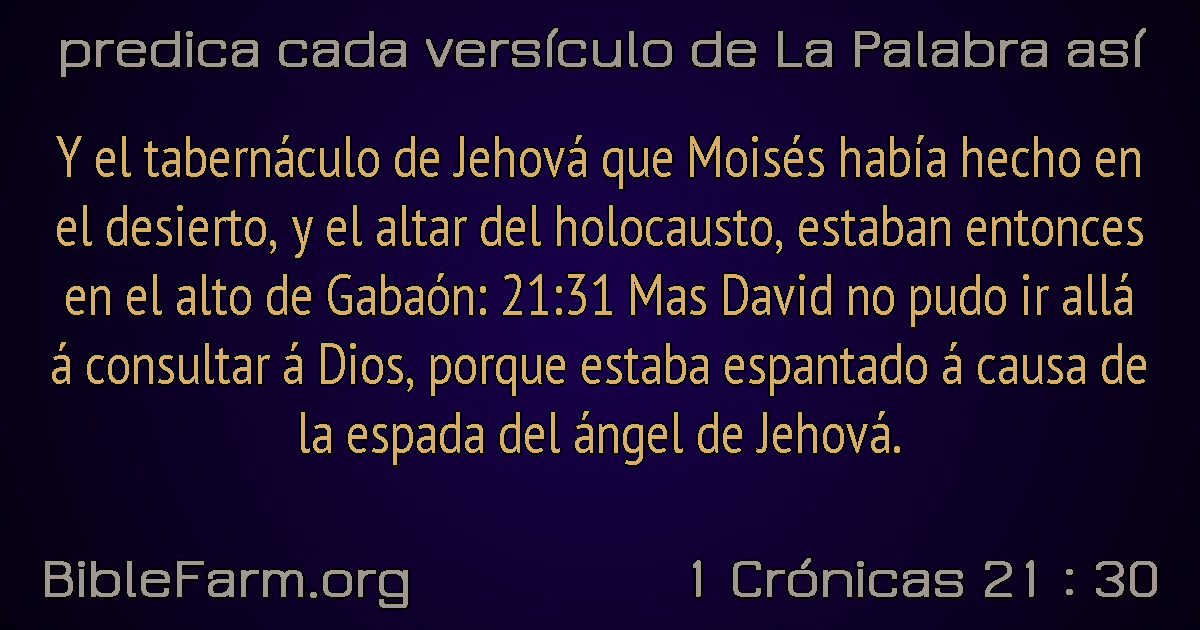 predica cada versículo de La Palabra así
Y el tabernáculo de Jehová que Moisés había hecho en
el desierto, y el altar del holocausto, estaban entonces
en el alto de Gabaón: 21:31 Mas David no pudo ir allá
á consultar á Dios, porque estaba espantado á causa de
la espada del ángel de Jehová.
BibleFarm.org
1 Crónicas 21 : 30